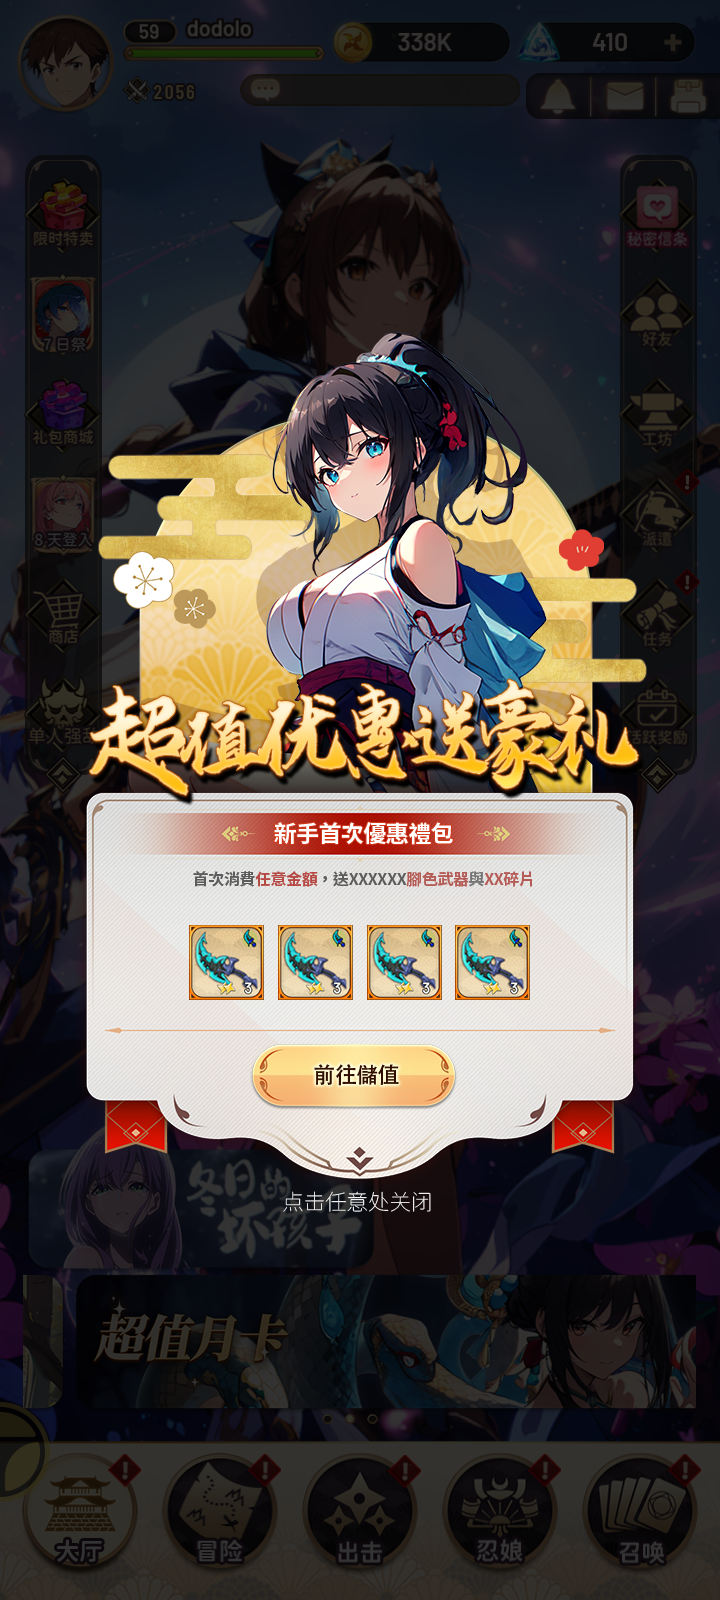 59 dodolo
338K
410
2056
限时特卖
秘密信条
7 日祭
好友
礼包商城
工坊
8 天登入
派遣
商店
任务
单人强
活跃奖励
超值优惠送豪礼
新手首次優惠禮包
首次消費任意金額，送XXXXXX腳色武器與XX碎片
3 3 3 3
前往儲值
冬日的
坏孩子
点击任意处关闭
超值月卡
大厅 冒险 出击 忍娘 召唤